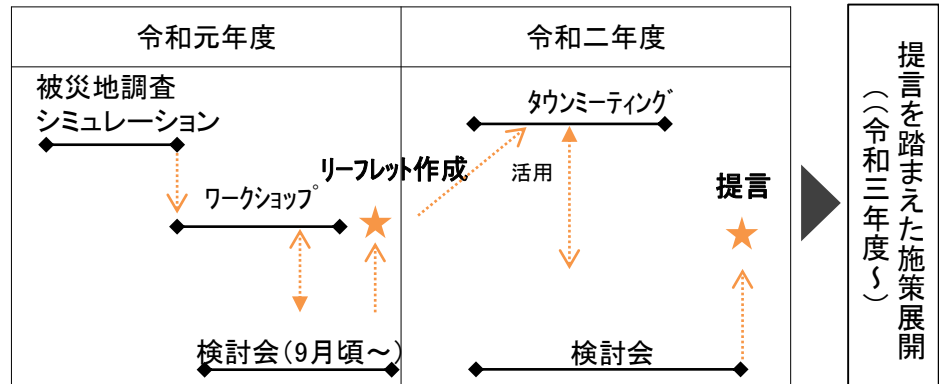 令和元年度
令和二年度
被災地調査
シミュレーション
ワークショップ
リーフレット作成
検討会(9月頃～)
タウンミーティング
活用
提言
検討会
提言を踏まえた施策展開
((令和三年度～)